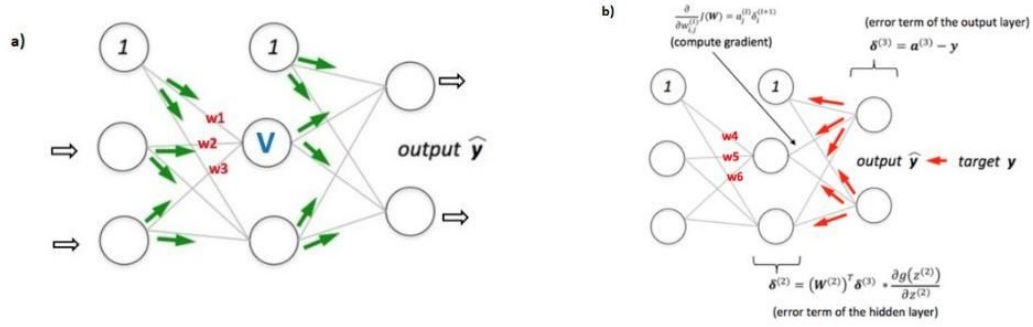 a)
1
1
w1
w2
w3
V
output ŷ
b)
∂/∂w_{i,j}^{(l)} J(W) = a_j^{(l)} δ_i^{(l+1)}
(compute gradient)
(error term of the output layer)
δ^{(3)} = a^{(3)} − y
1
1
w4
w5
w6
output ŷ target y
δ^{(2)} = (W^{(2)})^T δ^{(3)} * ∂g(z^{(2)})/∂z^{(2)}
(error term of the hidden layer)